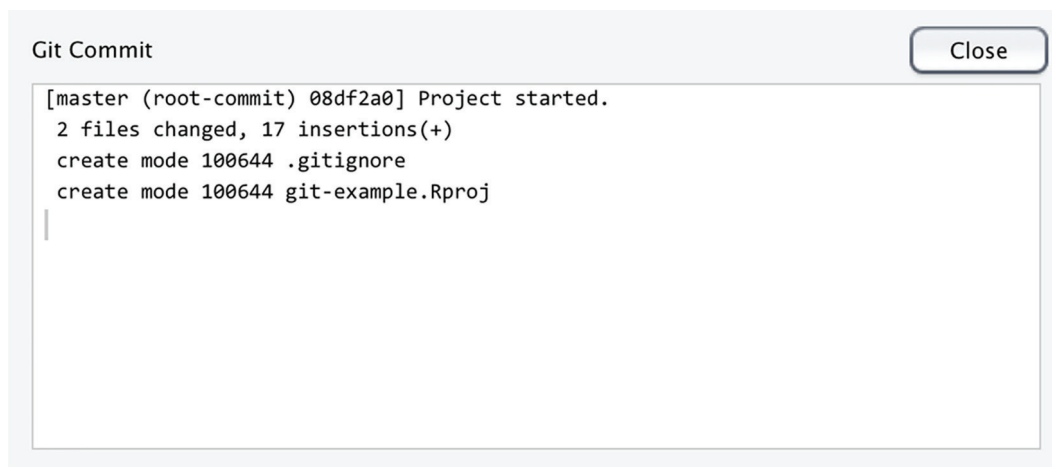 Git Commit
Close
[master (root-commit) 08df2a0] Project started.
2 files changed, 17 insertions(+)
create mode 100644 .gitignore
create mode 100644 git-example.Rproj